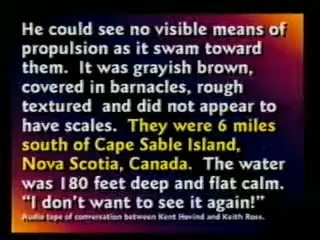 He could see no visible means of
propulsion as it swam toward
them. It was grayish brown,
covered in barnacles, rough
textured and did not appear to
have scales. They were 6 miles
south of Cape Sable Island,
Nova Scotia, Canada. The water
was 180 feet deep and flat calm.
“I don’t want to see it again!”
Audio tape of conversation between Kent Hovind and Keith Ross.